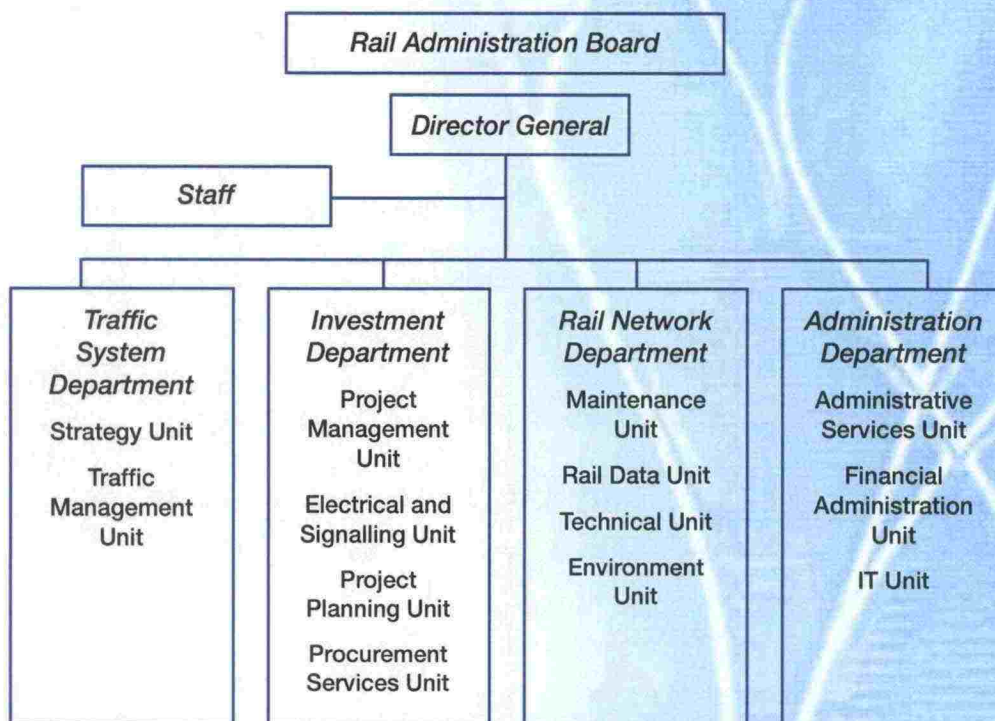 Rail Administration Board
Director General
Staff
Traffic
System
Department
Strategy Unit
Traffic
Management
Unit
Investment
Department
Project
Management
Unit
Electrical and
Signalling Unit
Project
Planning Unit
Procurement
Services Unit
Rail Network
Department
Maintenance
Unit
Rail Data Unit
Technical Unit
Environment
Unit
Administration
Department
Administrative
Services Unit
Financial
Administration
Unit
IT Unit